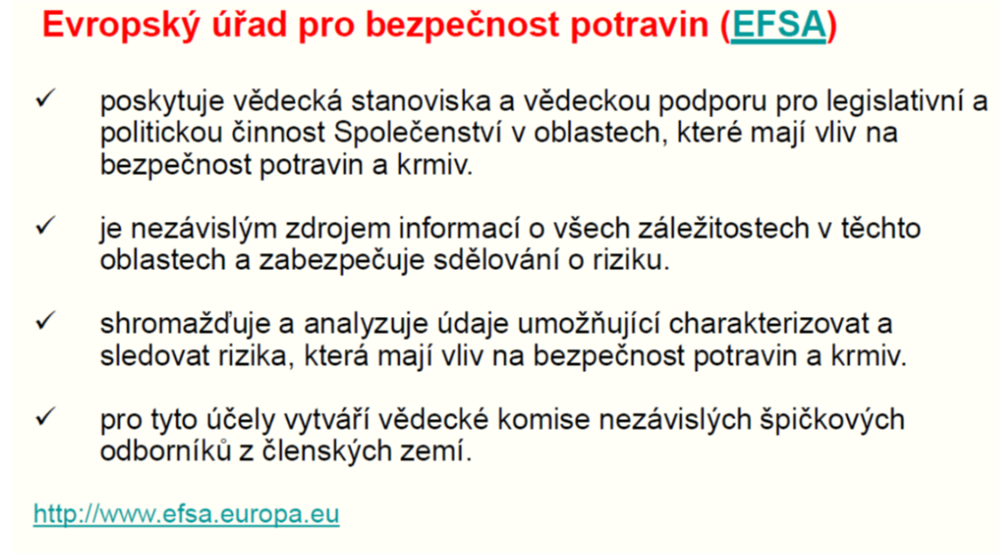 Evropský úřad pro bezpečnost potravin (EFSA)
✓ poskytuje vědecká stanoviska a vědeckou podporu pro legislativní a
politickou činnost Společenství v oblastech, které mají vliv na
bezpečnost potravin a krmiv.
✓ je nezávislým zdrojem informací o všech záležitostech v těchto
oblastech a zabezpečuje sdělování o riziku.
✓ shromažďuje a analyzuje údaje umožňující charakterizovat a
sledovat rizika, která mají vliv na bezpečnost potravin a krmiv.
✓ pro tyto účely vytváří vědecké komise nezávislých špičkových
odborníků z členských zemí.
http://www.efsa.europa.eu